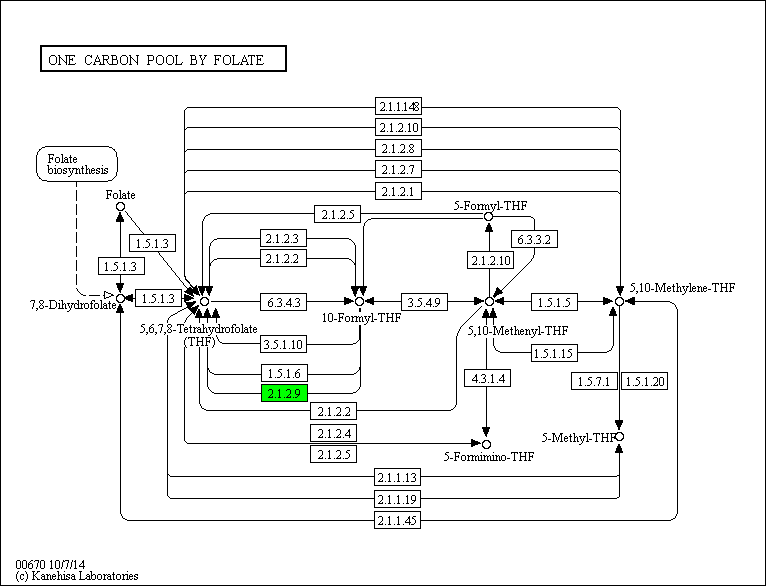 ONE CARBON POOL BY FOLATE
2.1.1.148
2.1.2.10
2.1.2.8
2.1.2.7
2.1.2.1
Folate
biosynthesis
Folate
5-Formyl-THF
2.1.2.5
1.5.1.3
2.1.2.3
6.3.3.2
2.1.2.2
2.1.2.10
1.5.1.3
5,10-Methylene-THF
1.5.1.3
6.3.4.3
3.5.4.9
1.5.1.5
7,8-Dihydrofolate
10-Formyl-THF
5,6,7,8-Tetrahydrofolate
(THF)
5,10-Methenyl-THF
3.5.1.10
1.5.1.15
1.5.1.6
4.3.1.4
1.5.7.1
1.5.1.20
2.1.2.9
2.1.2.2
2.1.2.4
5-Methyl-THF
2.1.2.5
5-Formimino-THF
2.1.1.13
2.1.1.19
2.1.1.45
00670 10/7/14
(c) Kanehisa Laboratories